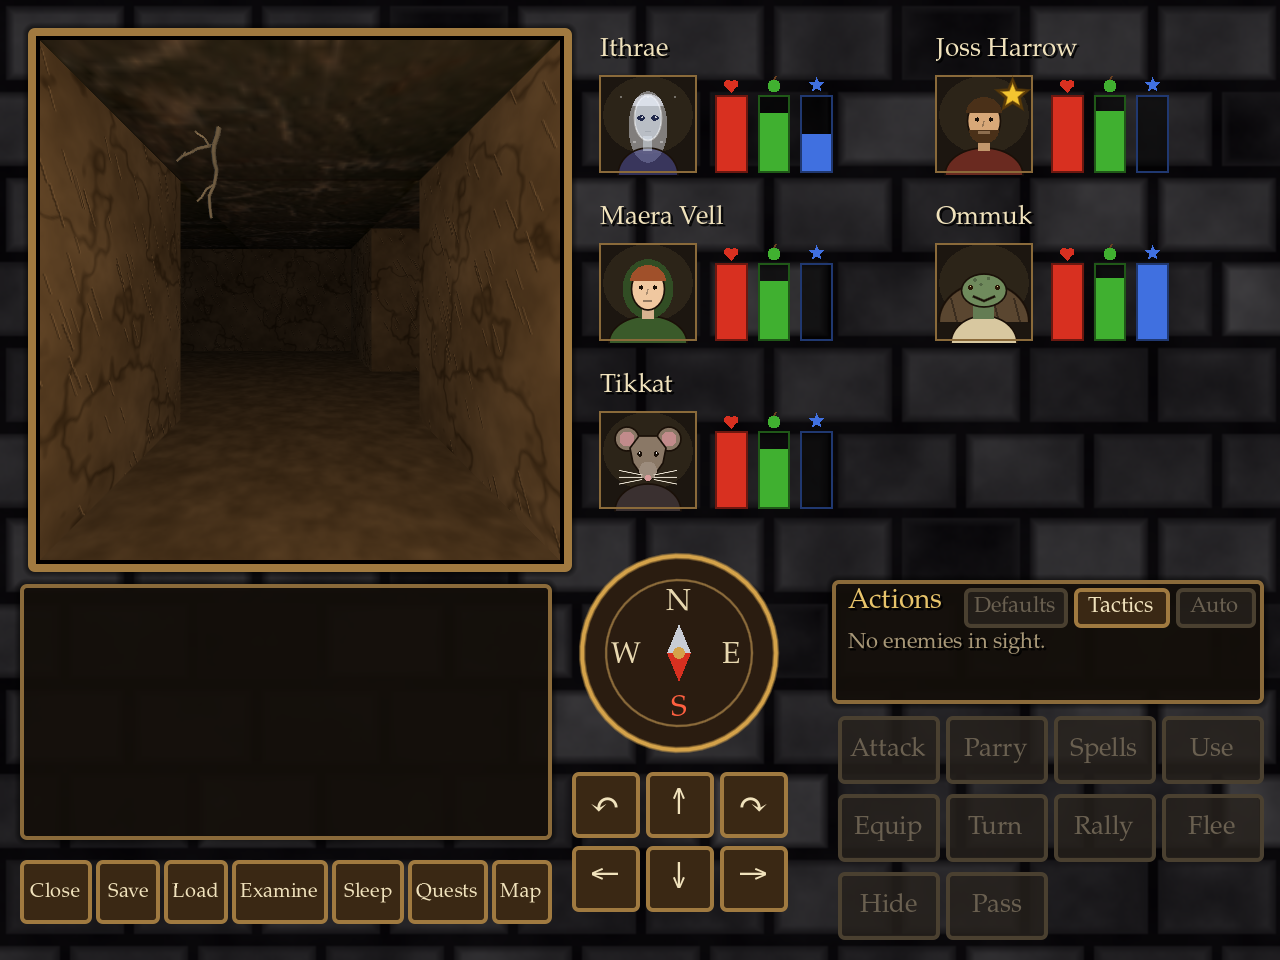 Ithrae
Joss Harrow
Maera Vell
Ommuk
Tikkat
N
W E
S
Actions Defaults Tactics Auto
No enemies in sight.
Attack Parry Spells Use
Equip Turn Rally Flee
Hide Pass
Close Save Load Examine Sleep Quests Map